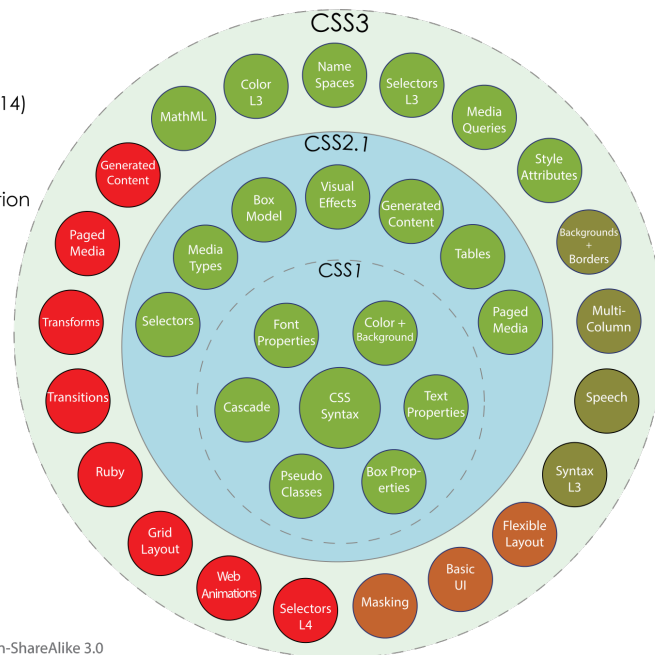 CSS3
14)
tion
n-ShareAlike 3.0
Name
Spaces
Selectors
L3
Media
Queries
Style
Attributes
Backgrounds
+
Borders
Multi-
Column
Speech
Syntax
L3
Flexible
Layout
Basic
UI
Masking
Selectors
L4
Web
Animations
Grid
Layout
Ruby
Transitions
Transforms
Paged
Media
Generated
Content
MathML
Color
L3
CSS2.1
Selectors
Media
Types
Box
Model
Visual
Effects
Generated
Content
Tables
Paged
Media
CSS1
Font
Properties
Color +
Background
Cascade
CSS
Syntax
Text
Properties
Pseudo
Classes
Box Prop-
erties